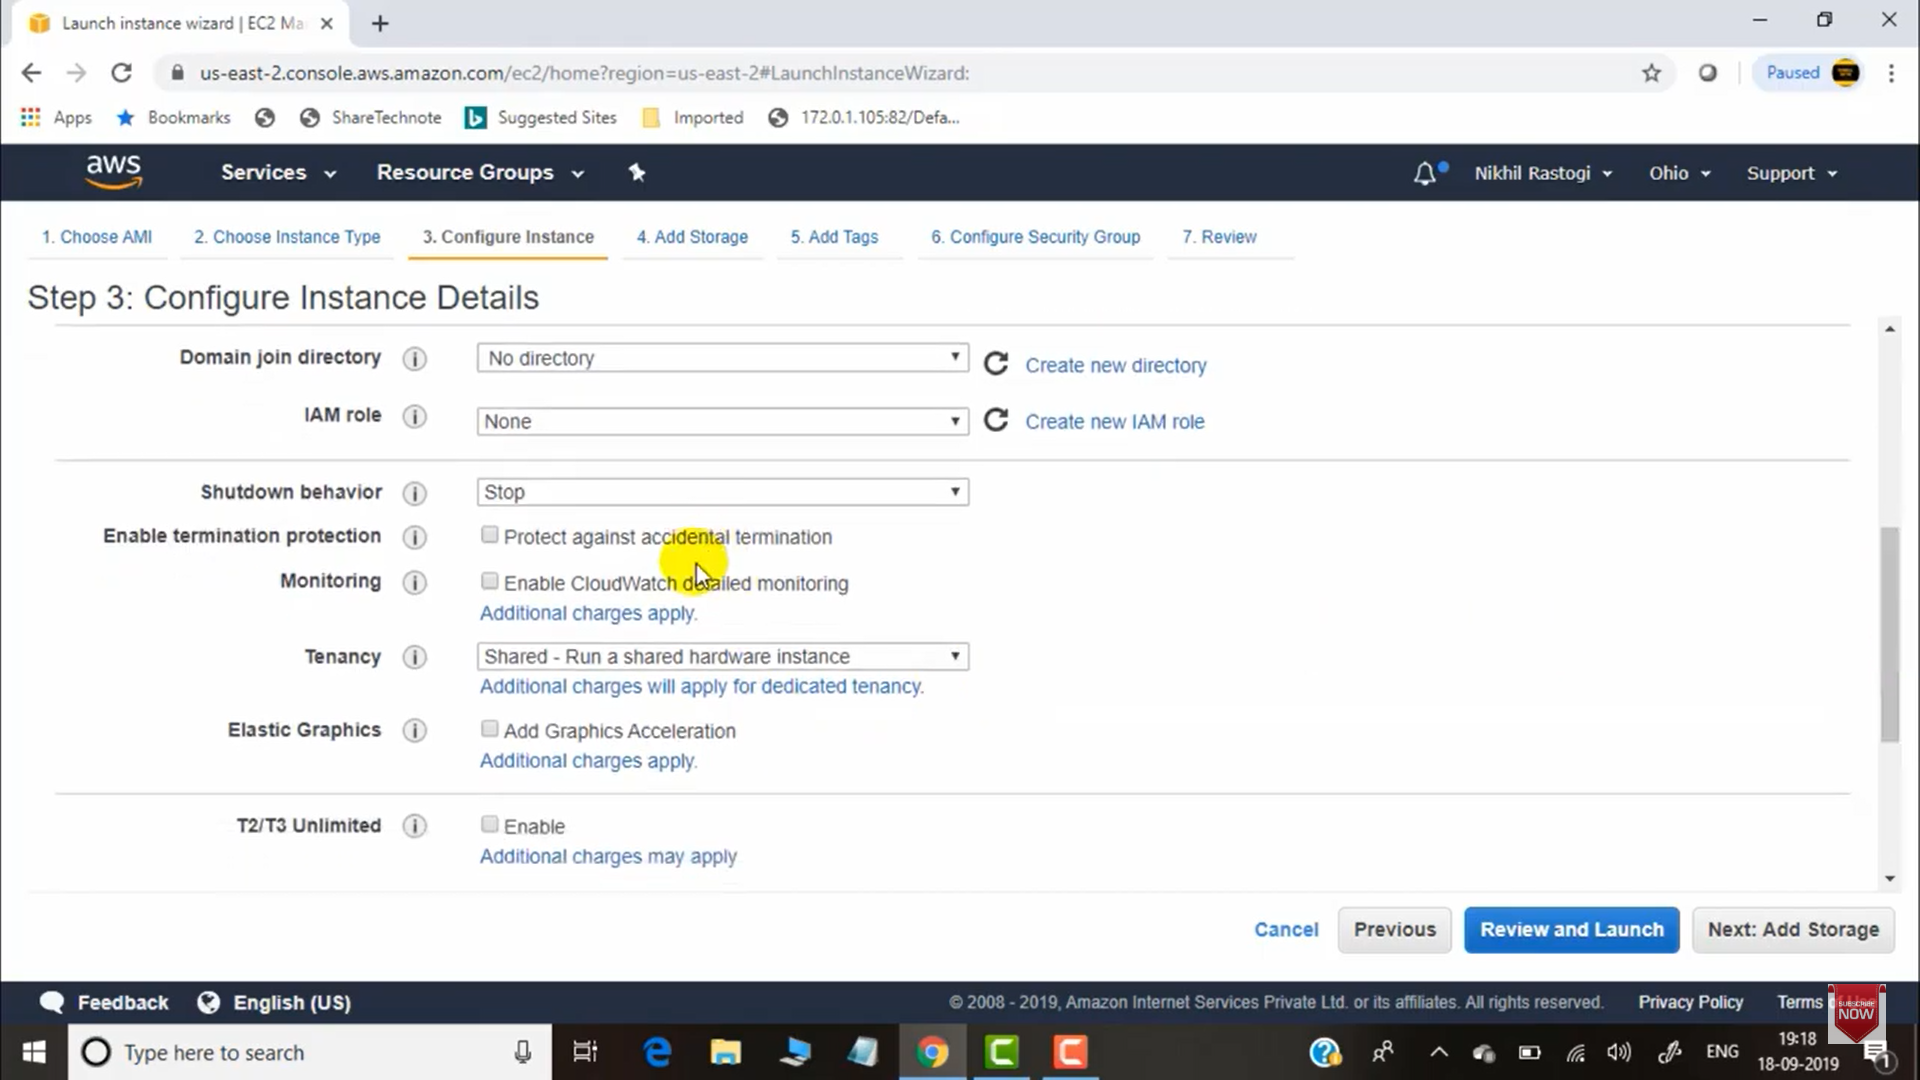 Launch instance wizard | EC2 Ma
us-east-2.console.aws.amazon.com/ec2/home?region=us-east-2#LaunchInstanceWizard:
Paused
Apps
Bookmarks
ShareTechnote
Suggested Sites
Imported
172.0.1.105:82/Defa...
aws
Services
Resource Groups
Nikhil Rastogi
Ohio
Support
1. Choose AMI
2. Choose Instance Type
3. Configure Instance
4. Add Storage
5. Add Tags
6. Configure Security Group
7. Review
Step 3: Configure Instance Details
Domain join directory
No directory
Create new directory
IAM role
None
Create new IAM role
Shutdown behavior
Stop
Enable termination protection
Protect against accidental termination
Monitoring
Enable CloudWatch detailed monitoring
Additional charges apply.
Tenancy
Shared - Run a shared hardware instance
Additional charges will apply for dedicated tenancy.
Elastic Graphics
Add Graphics Acceleration
Additional charges apply.
T2/T3 Unlimited
Enable
Additional charges may apply
Cancel
Previous
Review and Launch
Next: Add Storage
Feedback
English (US)
© 2008 - 2019, Amazon Internet Services Private Ltd. or its affiliates. All rights reserved.
Privacy Policy
Terms
SUBSCRIBE
NOW
Type here to search
ENG
19:18
18-09-2019
1